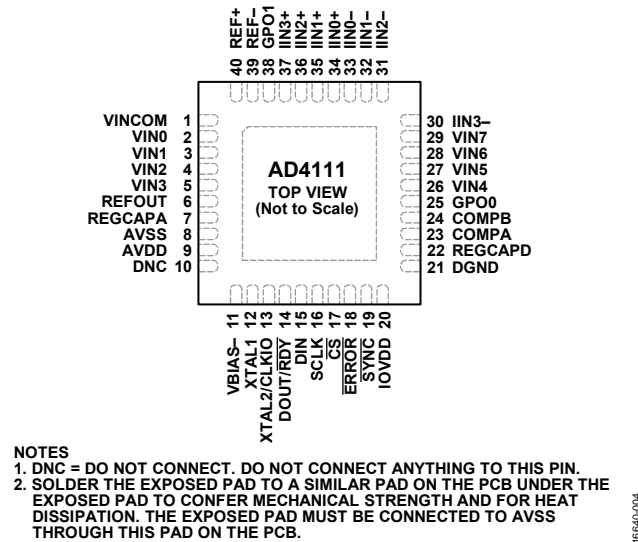 40 REF+
39 REF–
38 GPO1
37 IIN3+
36 IIN2+
35 IIN1+
34 IIN0+
33 IIN0–
32 IIN1–
31 IIN2–
VINCOM 1
VIN0 2
VIN1 3
VIN2 4
VIN3 5
REFOUT 6
REGCAPA 7
AVSS 8
AVDD 9
DNC 10
AD4111
TOP VIEW
(Not to Scale)
30 IIN3–
29 VIN7
28 VIN6
27 VIN5
26 VIN4
25 GPO0
24 COMPB
23 COMPA
22 REGCAPD
21 DGND
VBIAS– 11
XTAL1 12
XTAL2/CLKIO 13
DOUT/RDY 14
DIN 15
SCLK 16
CS 17
ERROR 18
SYNC 19
IOVDD 20
NOTES
1. DNC = DO NOT CONNECT. DO NOT CONNECT ANYTHING TO THIS PIN.
2. SOLDER THE EXPOSED PAD TO A SIMILAR PAD ON THE PCB UNDER THE
EXPOSED PAD TO CONFER MECHANICAL STRENGTH AND FOR HEAT
DISSIPATION. THE EXPOSED PAD MUST BE CONNECTED TO AVSS
THROUGH THIS PAD ON THE PCB.
16640-004